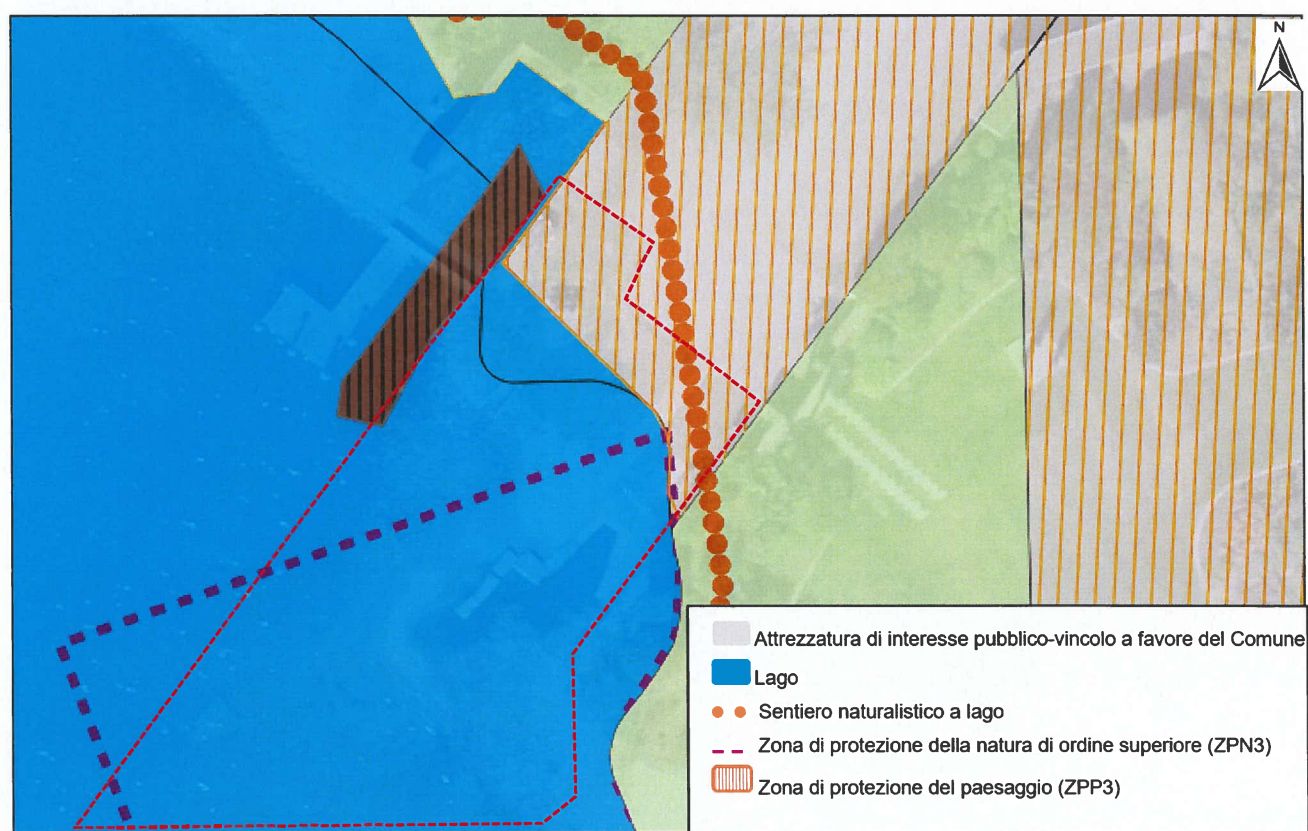 N
Attrezzatura di interesse pubblico-vincolo a favore del Comune
Lago
Sentiero naturalistico a lago
Zona di protezione della natura di ordine superiore (ZPN3)
Zona di protezione del paesaggio (ZPP3)